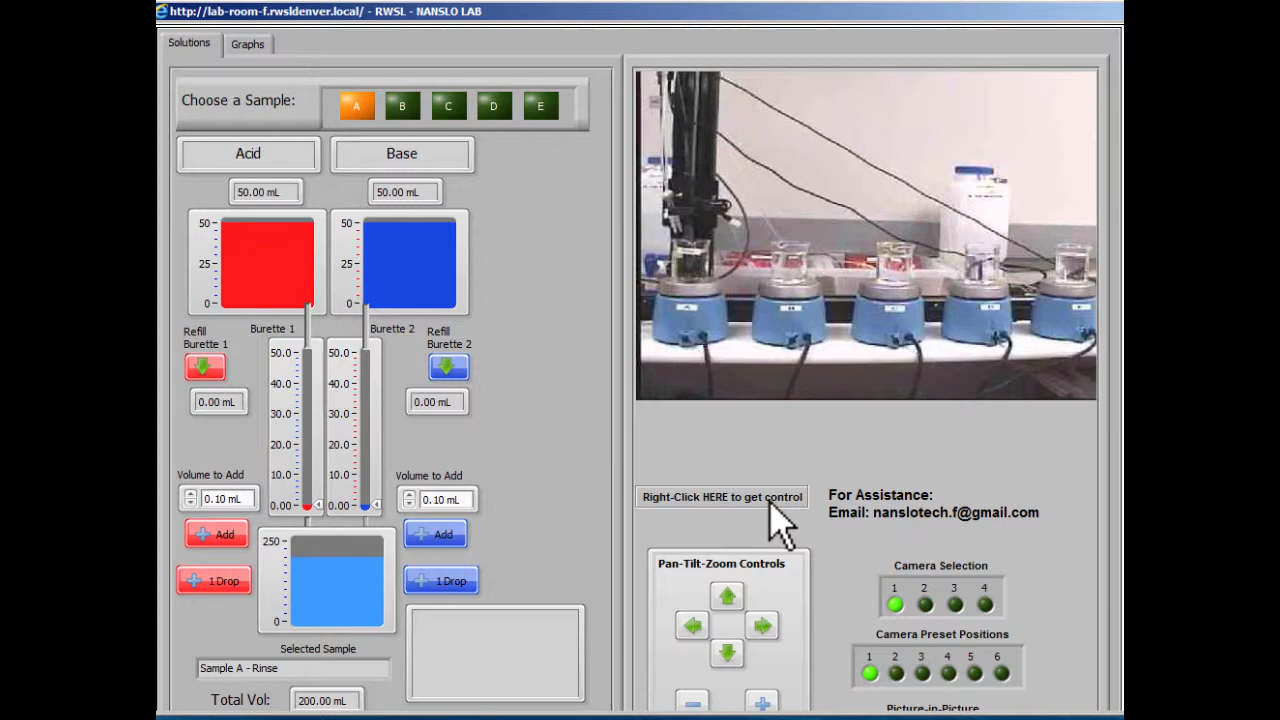 http://lab-room-f.rwsldenver.local/ - RWSL - NANSLO LAB
Solutions Graphs
Choose a Sample: A B C D E
Acid Base
50.00 mL 50.00 mL
50 50
25 25
0 0
Refill Burette 1 Burette 1 Burette 2 Refill Burette 2
50.0 50.0
40.0 40.0
0.00 mL 0.00 mL
30.0 30.0
20.0 20.0
10.0 10.0
0.00 0.00
Volume to Add Volume to Add
0.10 mL 0.10 mL
Add Add
250
1 Drop 1 Drop
0
Selected Sample
Sample A - Rinse
Total Vol: 200.00 mL
Right-Click HERE to get control
For Assistance:
Email: nanslotech.f@gmail.com
Pan-Tilt-Zoom Controls
Camera Selection
1 2 3 4
Camera Preset Positions
1 2 3 4 5 6
Picture-in-Picture